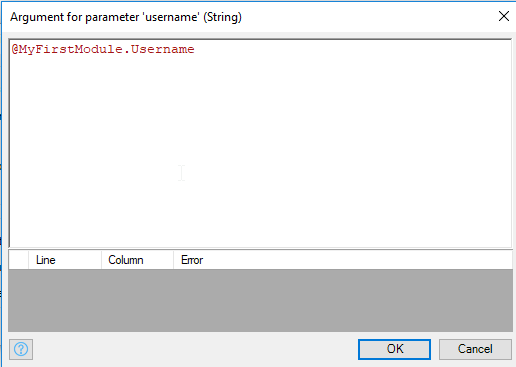 Argument for parameter 'username' (String)
@MyFirstModule.Username
Line Column Error
OK Cancel